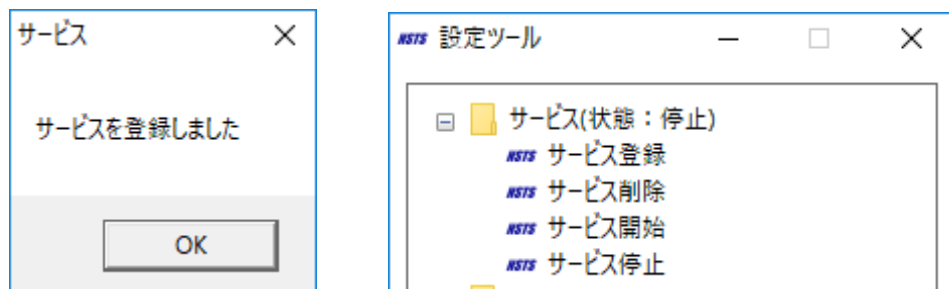 サービス
サービスを登録しました
OK
NSTS 設定ツール
サービス(状態：停止)
NSTS サービス登録
NSTS サービス削除
NSTS サービス開始
NSTS サービス停止